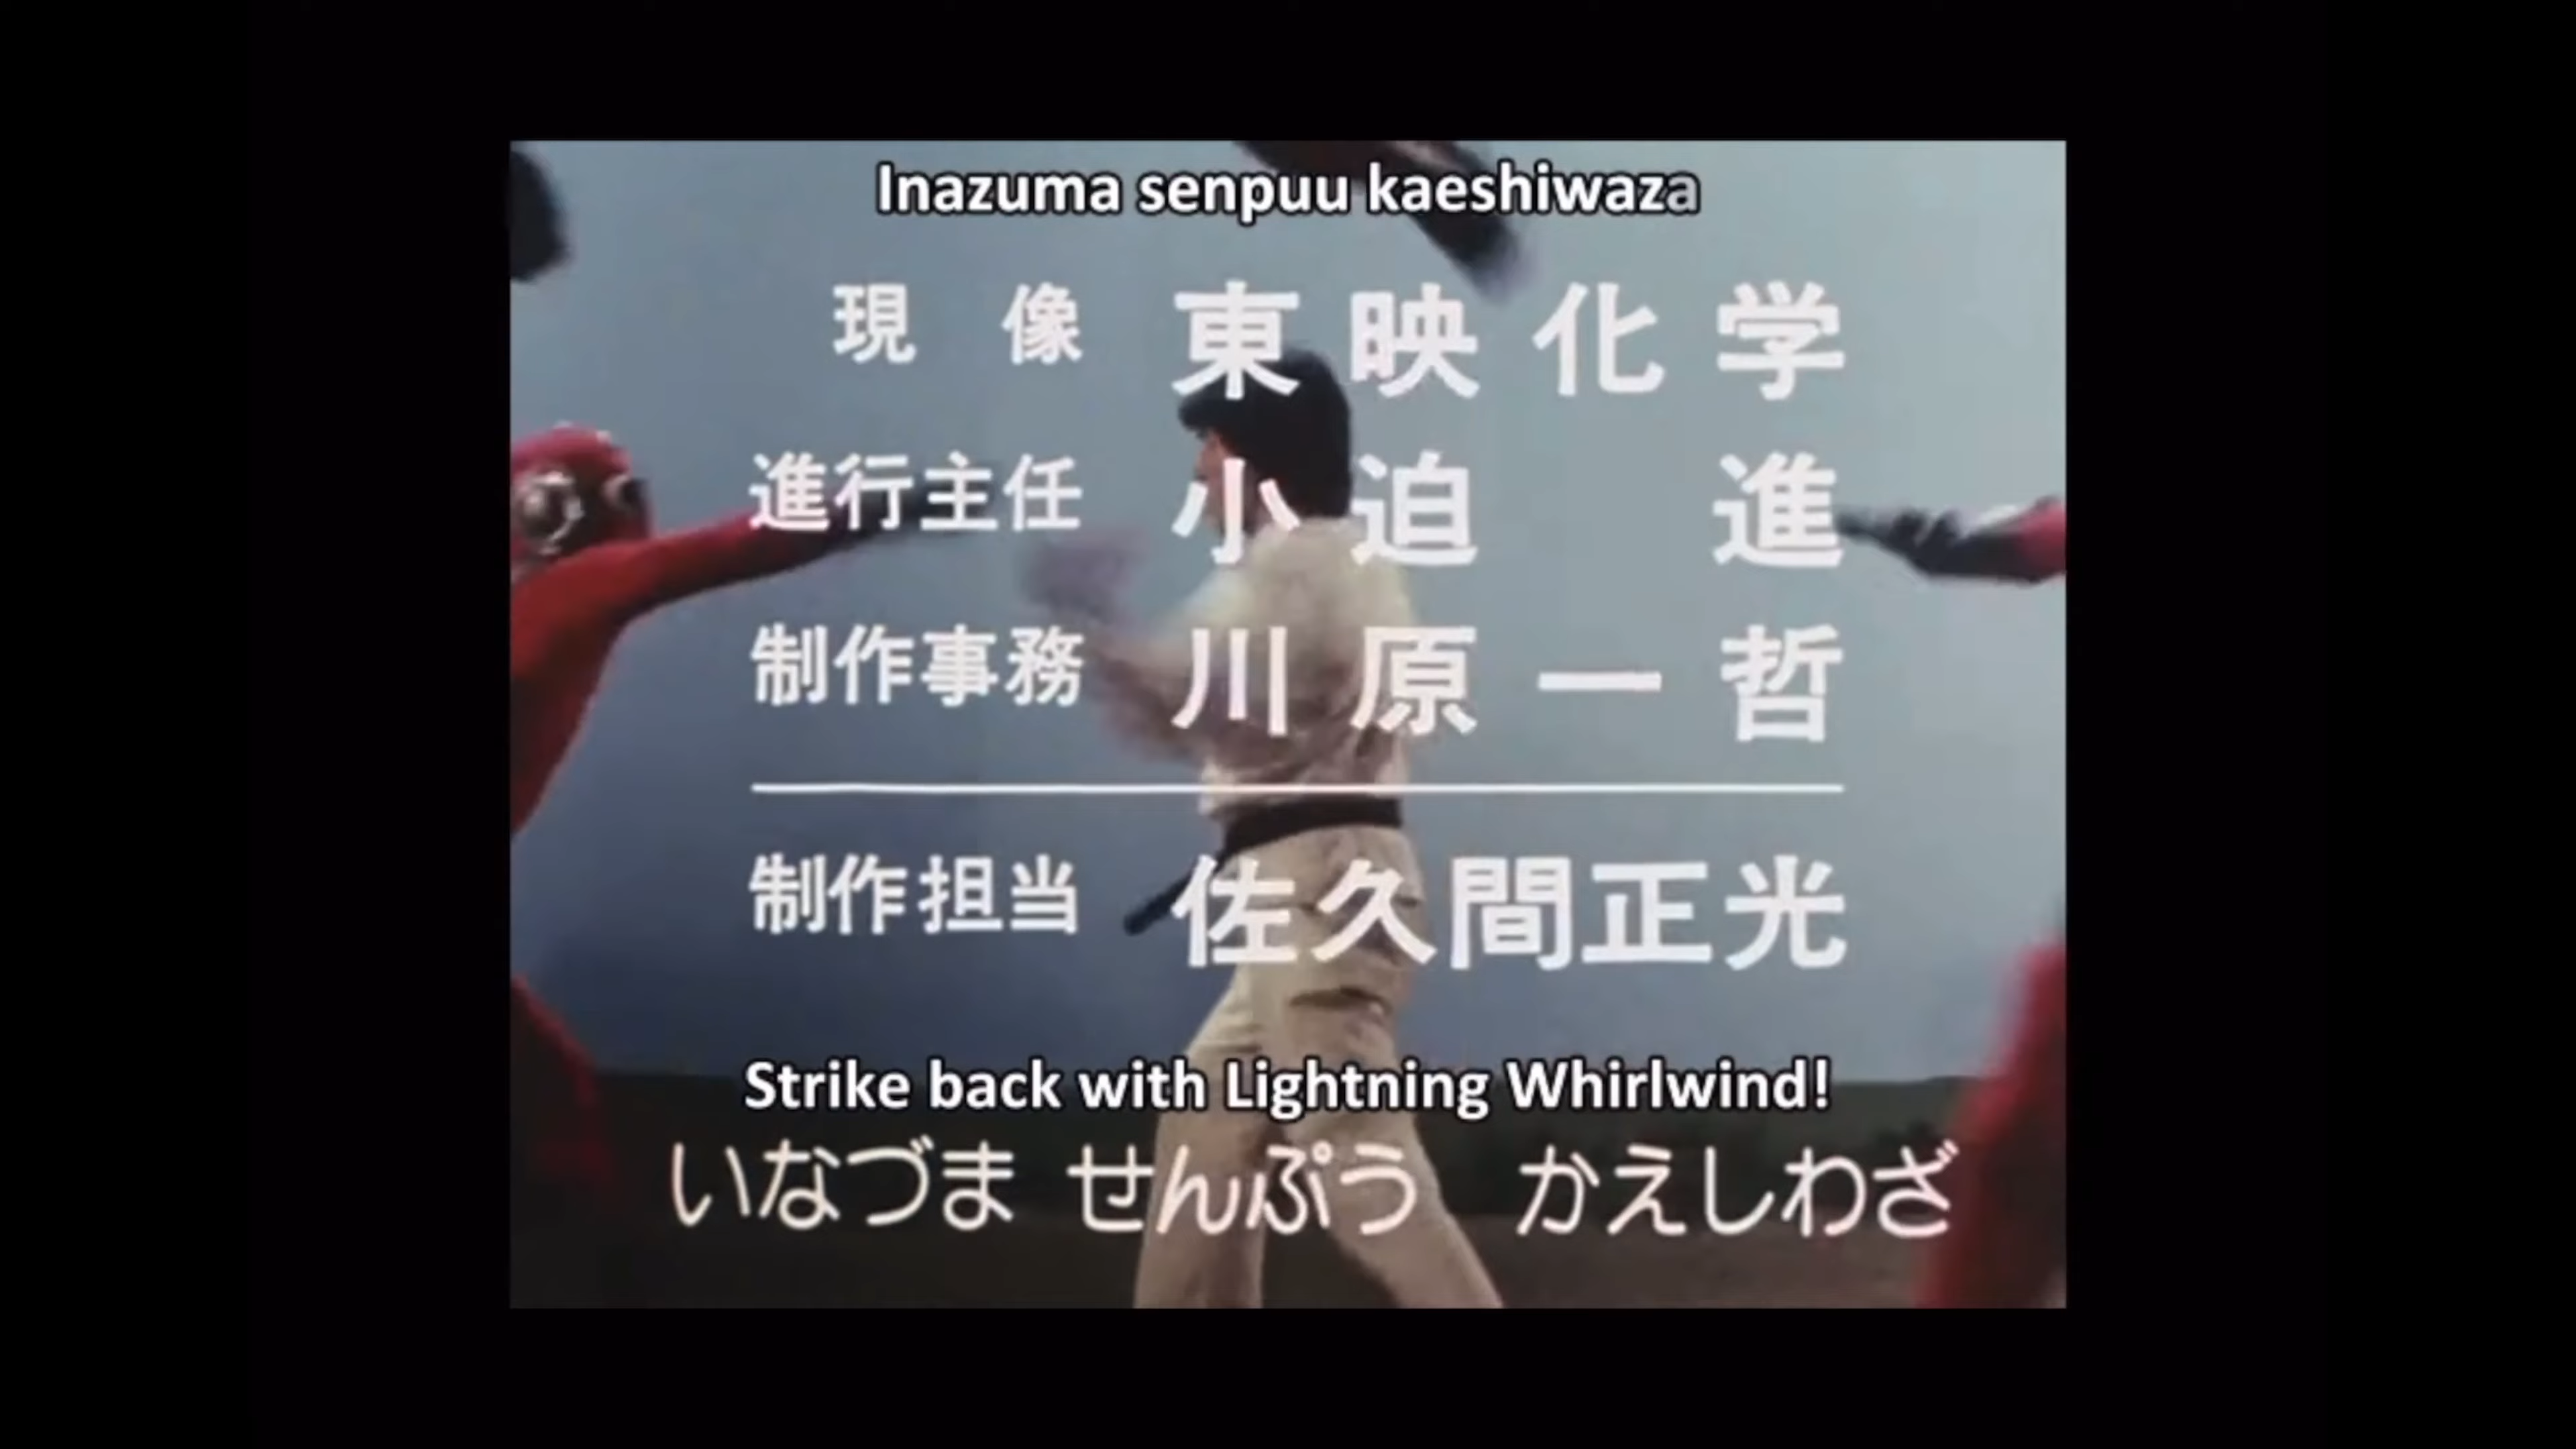 Inazuma senpuu kaeshiwaza
現像 東映化学
進行主任 小迫 進
制作事務 川原一哲
制作担当 佐久間正光
Strike back with Lightning Whirlwind!
いなづま せんぷう かえしわざ